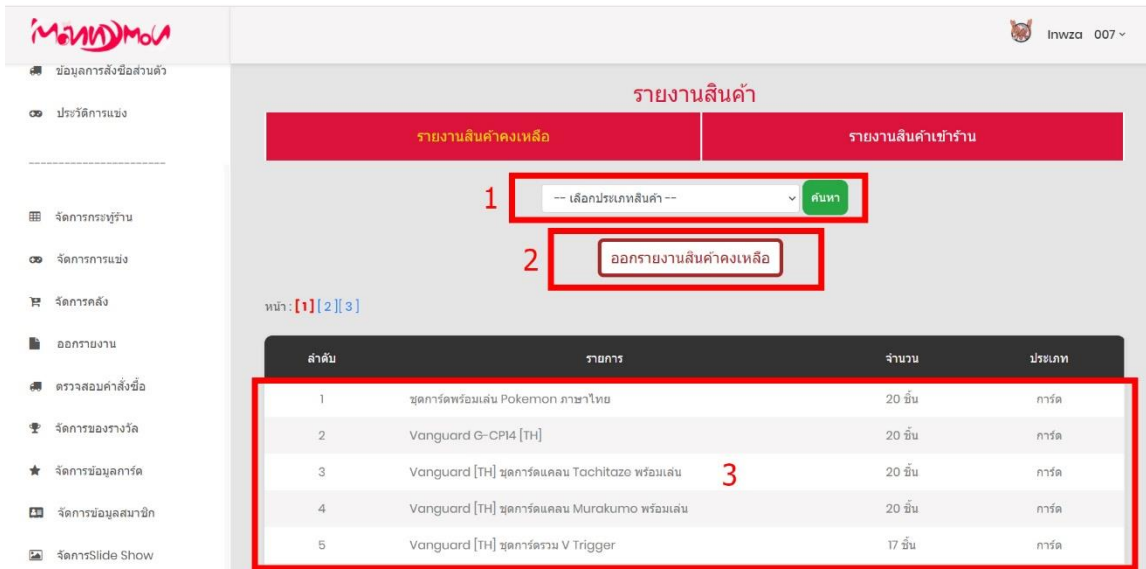 Inwza 007
ข้อมูลการสั่งซื้อส่วนตัว
ประวัติการแข่ง
------------------------
จัดการกระทู้ร้าน
จัดการการแข่ง
จัดการคลัง
ออกรายงาน
ตรวจสอบคำสั่งซื้อ
จัดการของรางวัล
จัดการข้อมูลการ์ด
จัดการข้อมูลสมาชิก
จัดการSlide Show
รายงานสินค้า
รายงานสินค้าคงเหลือ รายงานสินค้าเข้าร้าน
1 -- เลือกประเภทสินค้า -- ค้นหา
2 ออกรายงานสินค้าคงเหลือ
หน้า : [1] [ 2 ][ 3 ]
ลำดับ รายการ จำนวน ประเภท
1 ชุดการ์ดพร้อมเล่น Pokemon ภาษาไทย 20 ชิ้น การ์ด
2 Vanguard G-CP14 [TH] 20 ชิ้น การ์ด
3 Vanguard [TH] ชุดการ์ดแคลน Tachitaze พร้อมเล่น 20 ชิ้น การ์ด
3
4 Vanguard [TH] ชุดการ์ดแคลน Murakumo พร้อมเล่น 20 ชิ้น การ์ด
5 Vanguard [TH] ชุดการ์ดรวม V Trigger 17 ชิ้น การ์ด